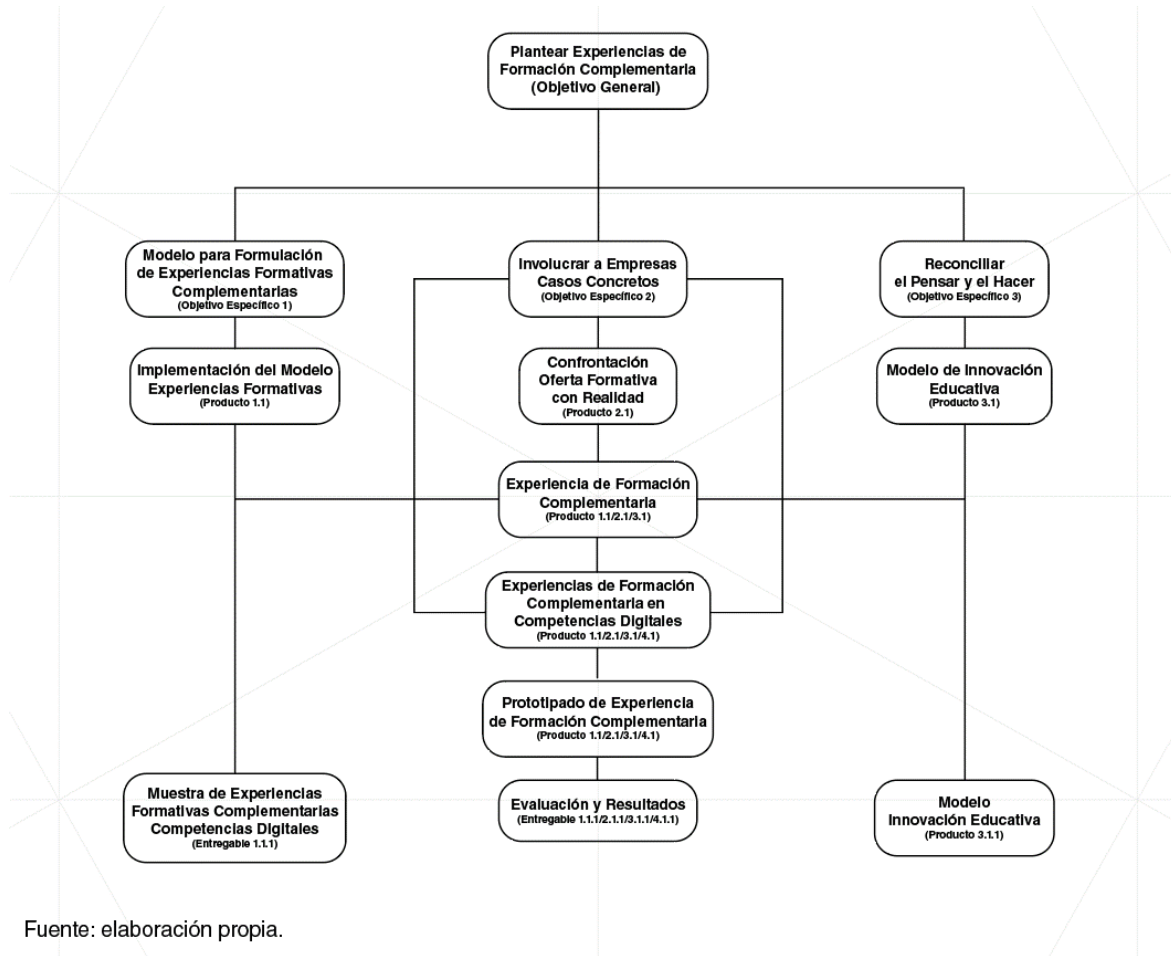 Plantear Experiencias de
Formación Complementaria
(Objetivo General)
Modelo para Formulación
de Experiencias Formativas
Complementarias
(Objetivo Específico 1)
Involucrar a Empresas
Casos Concretos
(Objetivo Específico 2)
Reconciliar
el Pensar y el Hacer
(Objetivo Específico 3)
Implementación del Modelo
Experiencias Formativas
(Producto 1.1)
Confrontación
Oferta Formativa
con Realidad
(Producto 2.1)
Modelo de Innovación
Educativa
(Producto 3.1)
Experiencia de Formación
Complementaria
(Producto 1.1/2.1/3.1)
Experiencias de Formación
Complementaria en
Competencias Digitales
(Producto 1.1/2.1/3.1/4.1)
Prototipado de Experiencia
de Formación Complementaria
(Producto 1.1/2.1/3.1/4.1)
Muestra de Experiencias
Formativas Complementarias
Competencias Digitales
(Entregable 1.1.1)
Evaluación y Resultados
(Entregable 1.1.1/2.1.1/3.1.1/4.1.1)
Modelo
Innovación Educativa
(Producto 3.1.1)
Fuente: elaboración propia.